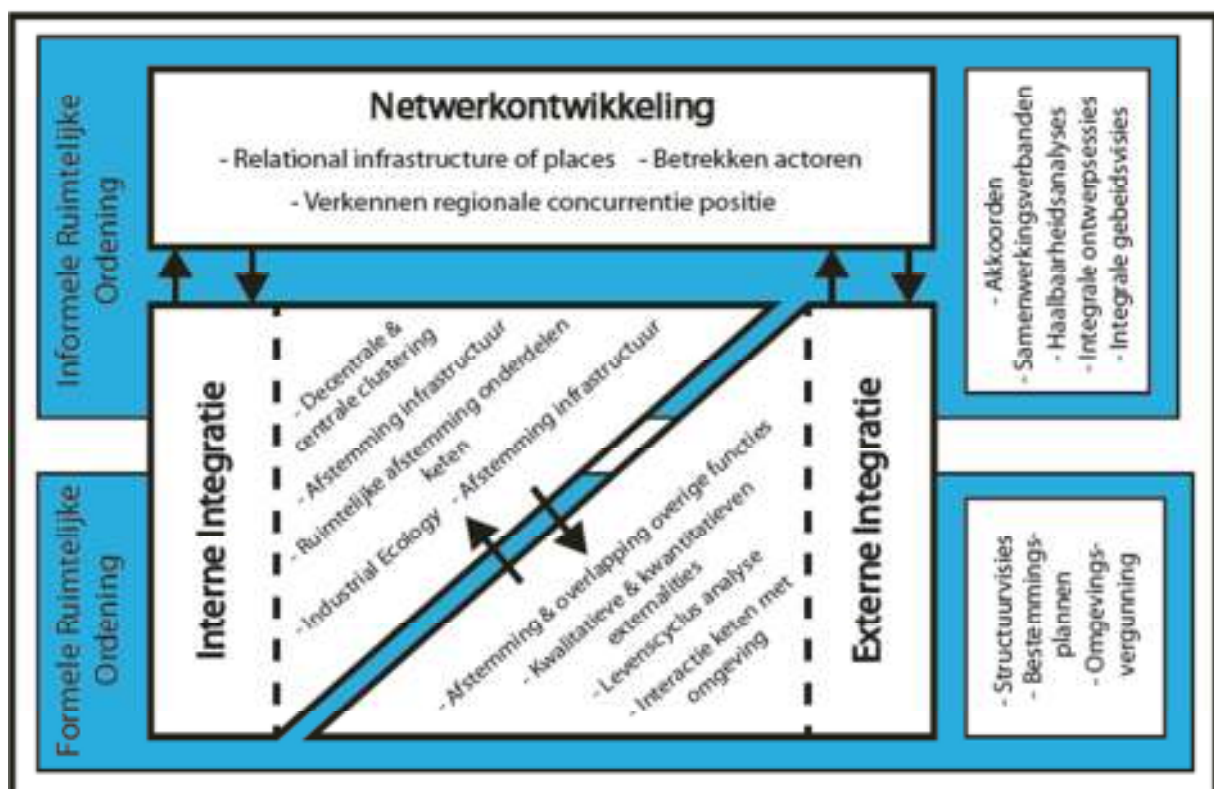 Informele Ruimtelijke
Ordening
Netwerkontwikkeling
- Relational infrastructure of places - Betrekken actoren
- Verkennen regionale concurrentie positie
- Akkoorden
- Samenwerkingsverbanden
- Haalbaarheidsanalyses
- Integrale ontwerpsessies
- Integrale gebeidsvisies
Formele Ruimtelijke
Ordening
Interne Integratie
- Decentrale &
centrale clustering
- Afstemming infrastructuur
- Ruimtelijke afstemming onderdelen
keten
- Industrial Ecology
- Afstemming infrastructuur
- Afstemming & overlapping overige functies
- Kwalitatieve & kwantitatieven
externalities
- Levenscyclus analyse
- Interactie keten met
omgeving
Externe Integratie
- Structuurvisies
- Bestemmings-
plannen
- Omgevings-
vergunning